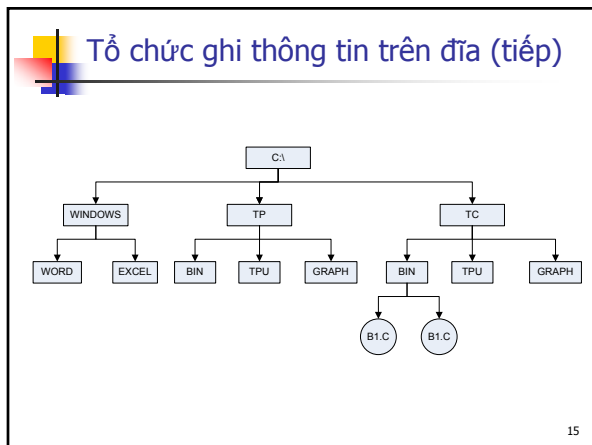 Tổ chức ghi thông tin trên đĩa (tiếp)
C:\
WINDOWS TP TC
WORD EXCEL BIN TPU GRAPH BIN TPU GRAPH
B1.C B1.C
15